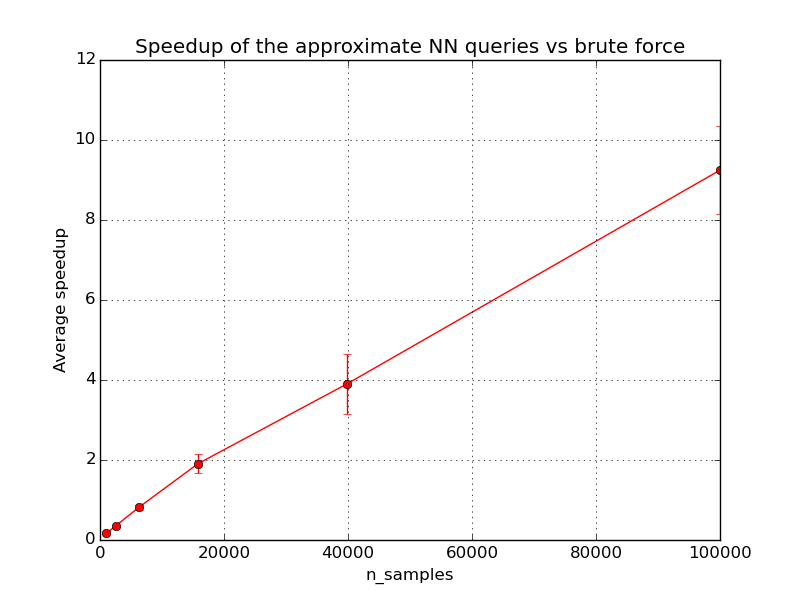 Speedup of the approximate NN queries vs brute force
12
10
8
6
4
2
0
Average speedup
0 20000 40000 60000 80000 100000
n_samples